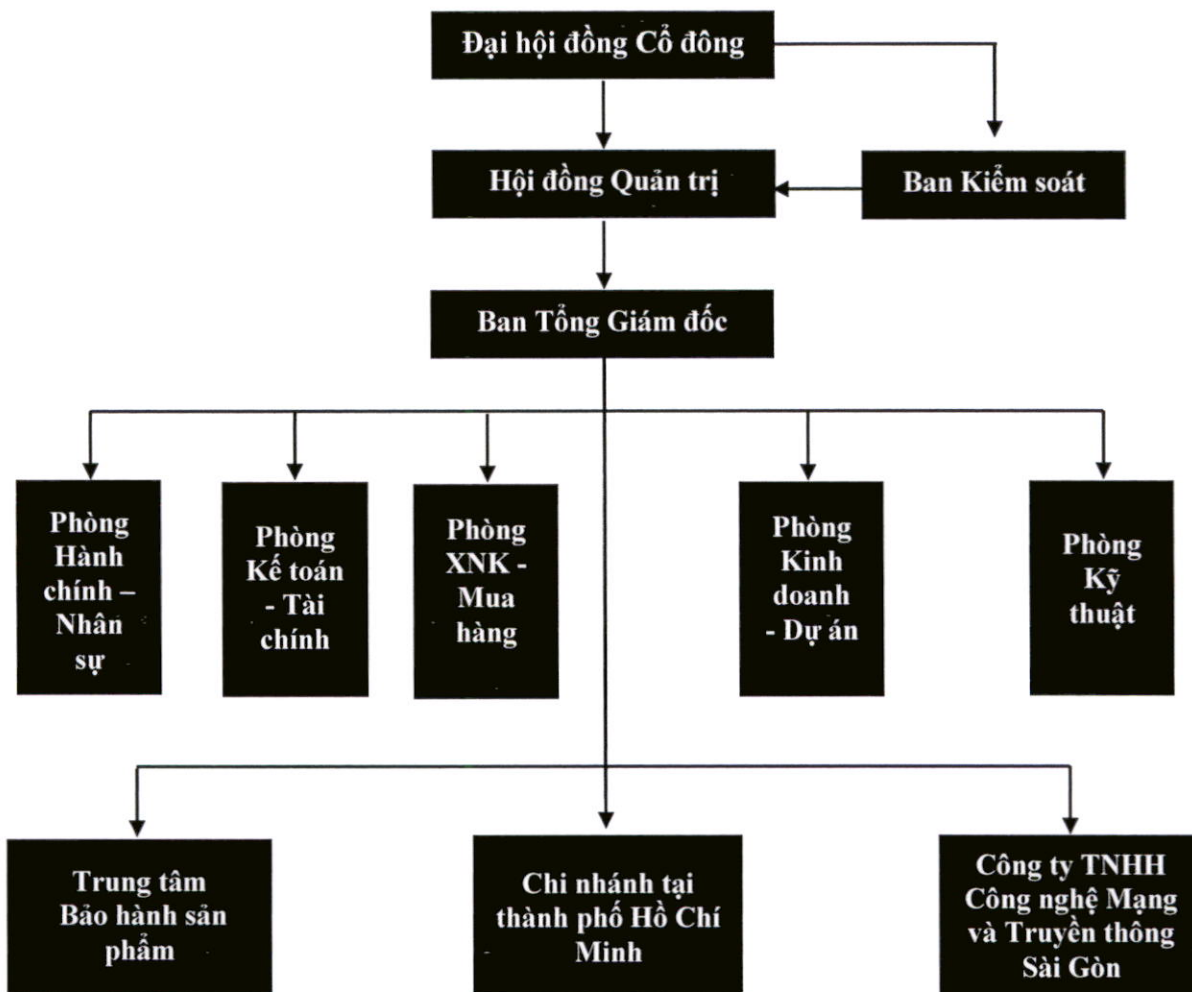 Đại hội đồng Cổ đông
Hội đồng Quản trị
Ban Kiểm soát
Ban Tổng Giám đốc
Phòng
Hành
chính –
Nhân
sự
Phòng
Kế toán
- Tài
chính
Phòng
XNK -
Mua
hàng
Phòng
Kinh
doanh
- Dự án
Phòng
Kỹ
thuật
Trung tâm
Bảo hành sản
phẩm
Chi nhánh tại
thành phố Hồ Chí
Minh
Công ty TNHH
Công nghệ Mạng
và Truyền thông
Sài Gòn